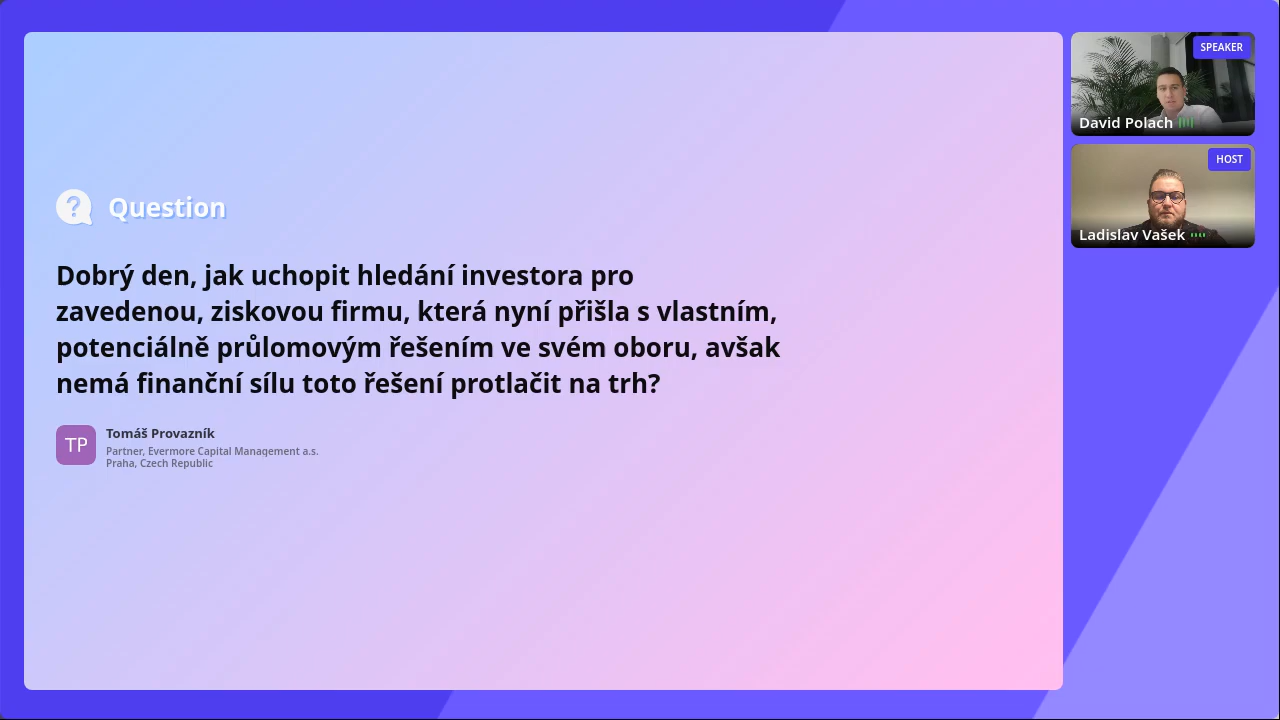 SPEAKER
David Polach
HOST
Ladislav Vašek
Question
Dobrý den, jak uchopit hledání investora pro
zavedenou, ziskovou firmu, která nyní přišla s vlastním,
potenciálně průlomovým řešením ve svém oboru, avšak
nemá finanční sílu toto řešení protlačit na trh?
TP
Tomáš Provazník
Partner, Evermore Capital Management a.s.
Praha, Czech Republic